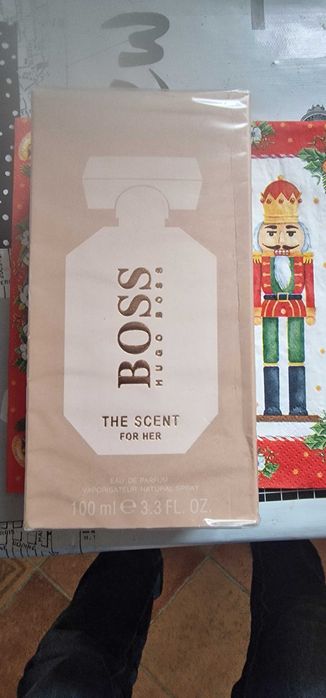 BOSS
HUGO BOSS
THE SCENT
FOR HER
EAU DE PARFUM
VAPORISATEUR NATURAL SPRAY
100 ml e 3.3 FL. OZ.